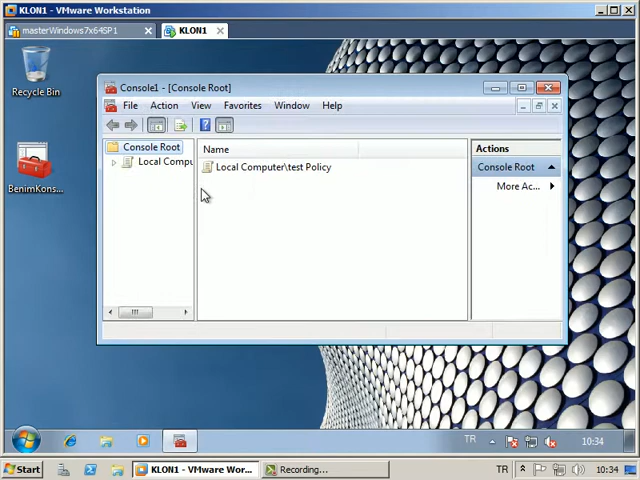 KLON1 - VMware Workstation
masterWindows7x64SP1
KLON1
Recycle Bin
BenimKons...
Console1 - [Console Root]
File Action View Favorites Window Help
Console Root
Local Compu
Name
Local Computer\test Policy
Actions
Console Root
More Ac...
TR
10:34
Start
KLON1 - VMware Wor...
Recording...
TR
10:34